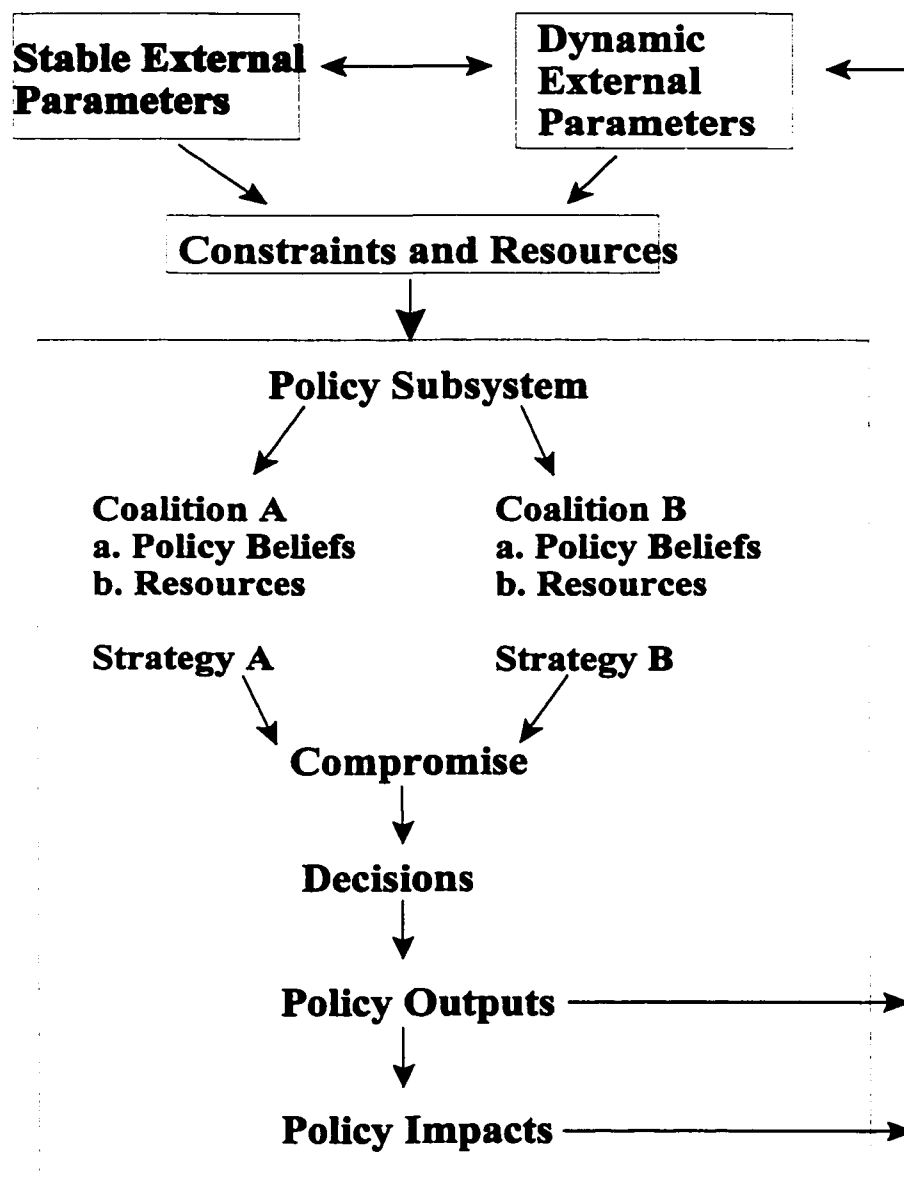 Stable External
Parameters
Dynamic
External
Parameters
Constraints and Resources
Policy Subsystem
Coalition A
a. Policy Beliefs
b. Resources
Coalition B
a. Policy Beliefs
b. Resources
Strategy A
Strategy B
Compromise
Decisions
Policy Outputs
Policy Impacts